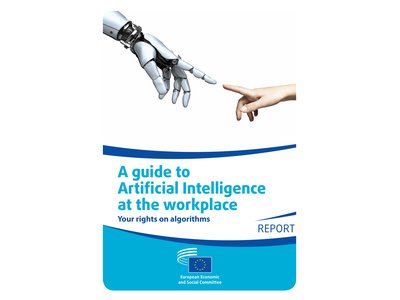 A guide to
Artificial Intelligence
at the workplace
Your rights on algorithms
REPORT
European Economic
and Social Committee